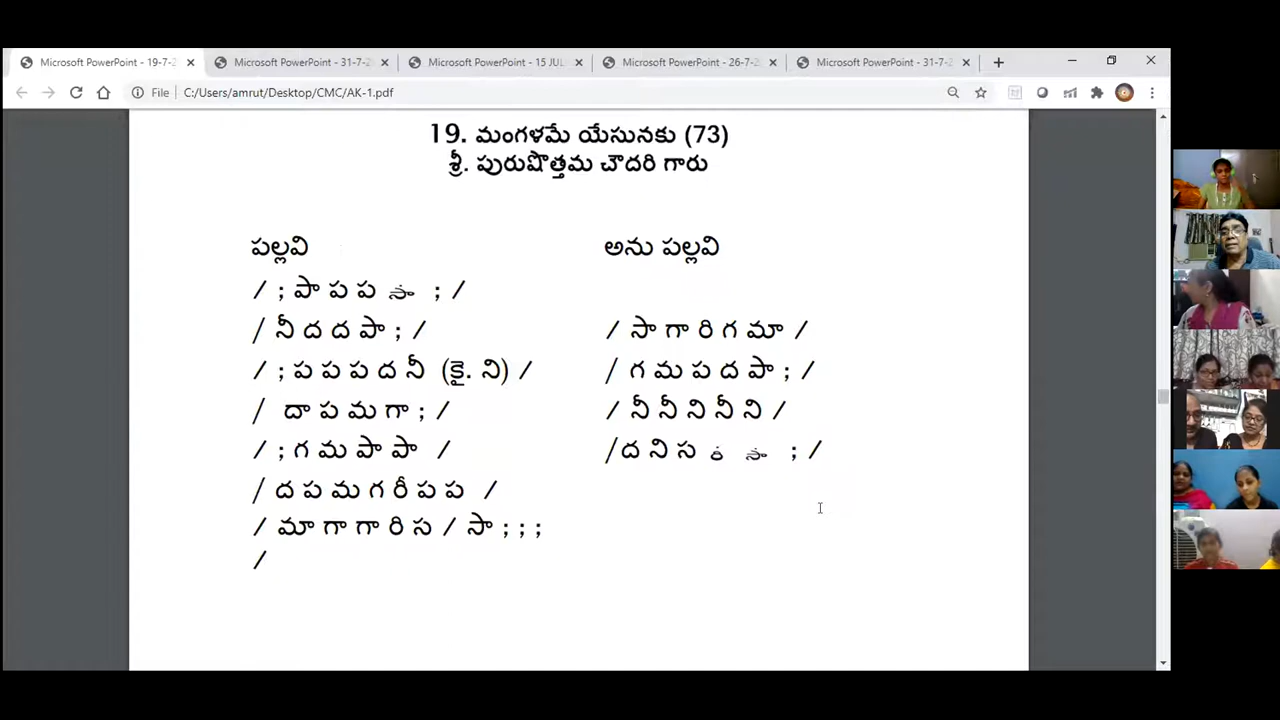 Microsoft PowerPoint - 19-7-2
Microsoft PowerPoint - 31-7-2
Microsoft PowerPoint - 15 JUL
Microsoft PowerPoint - 26-7-2
Microsoft PowerPoint - 31-7-2
File C:/Users/amrut/Desktop/CMC/AK-1.pdf
19. మంగళమే యేసునకు (73)
శ్రీ. పురుషొత్తమ చౌదరి గారు
పల్లవి
/ ; పా ప ప సా ; /
/ నీ ద ద పా ; /
/ ; ప ప ప ద నీ (కై. ని) /
/ దా ప మ గా ; /
/ ; గ మ పా పా /
/ ద ప మ గ రీ ప ప /
/ మా గా గా రి స / సా ; ; ;
/
అను పల్లవి
/ సా గా రి గ మా /
/ గ మ ప ద పా ; /
/ నీ నీ ని నీ ని /
/ద ని స రి సా ; /